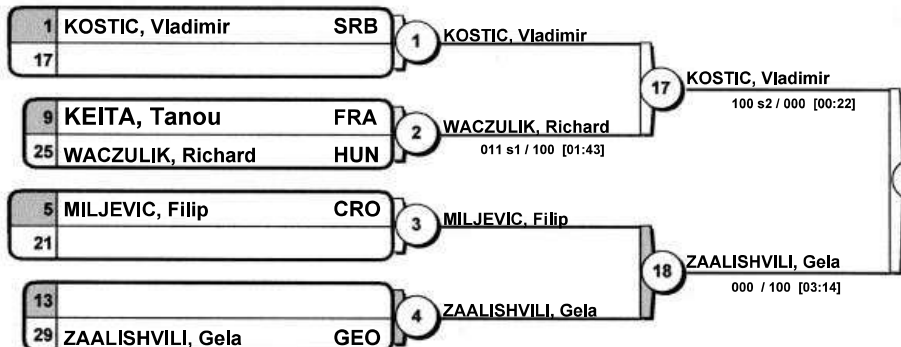 1 KOSTIC, Vladimir SRB
17
1
KOSTIC, Vladimir
9 KEITA, Tanou FRA
25 WACZULIK, Richard HUN
2
WACZULIK, Richard
011 s1 / 100 [01:43]
17
KOSTIC, Vladimir
100 s2 / 000 [00:22]
5 MILJEVIC, Filip CRO
21
3
MILJEVIC, Filip
13
29 ZAALISHVILI, Gela GEO
4
ZAALISHVILI, Gela
18
ZAALISHVILI, Gela
000 / 100 [03:14]